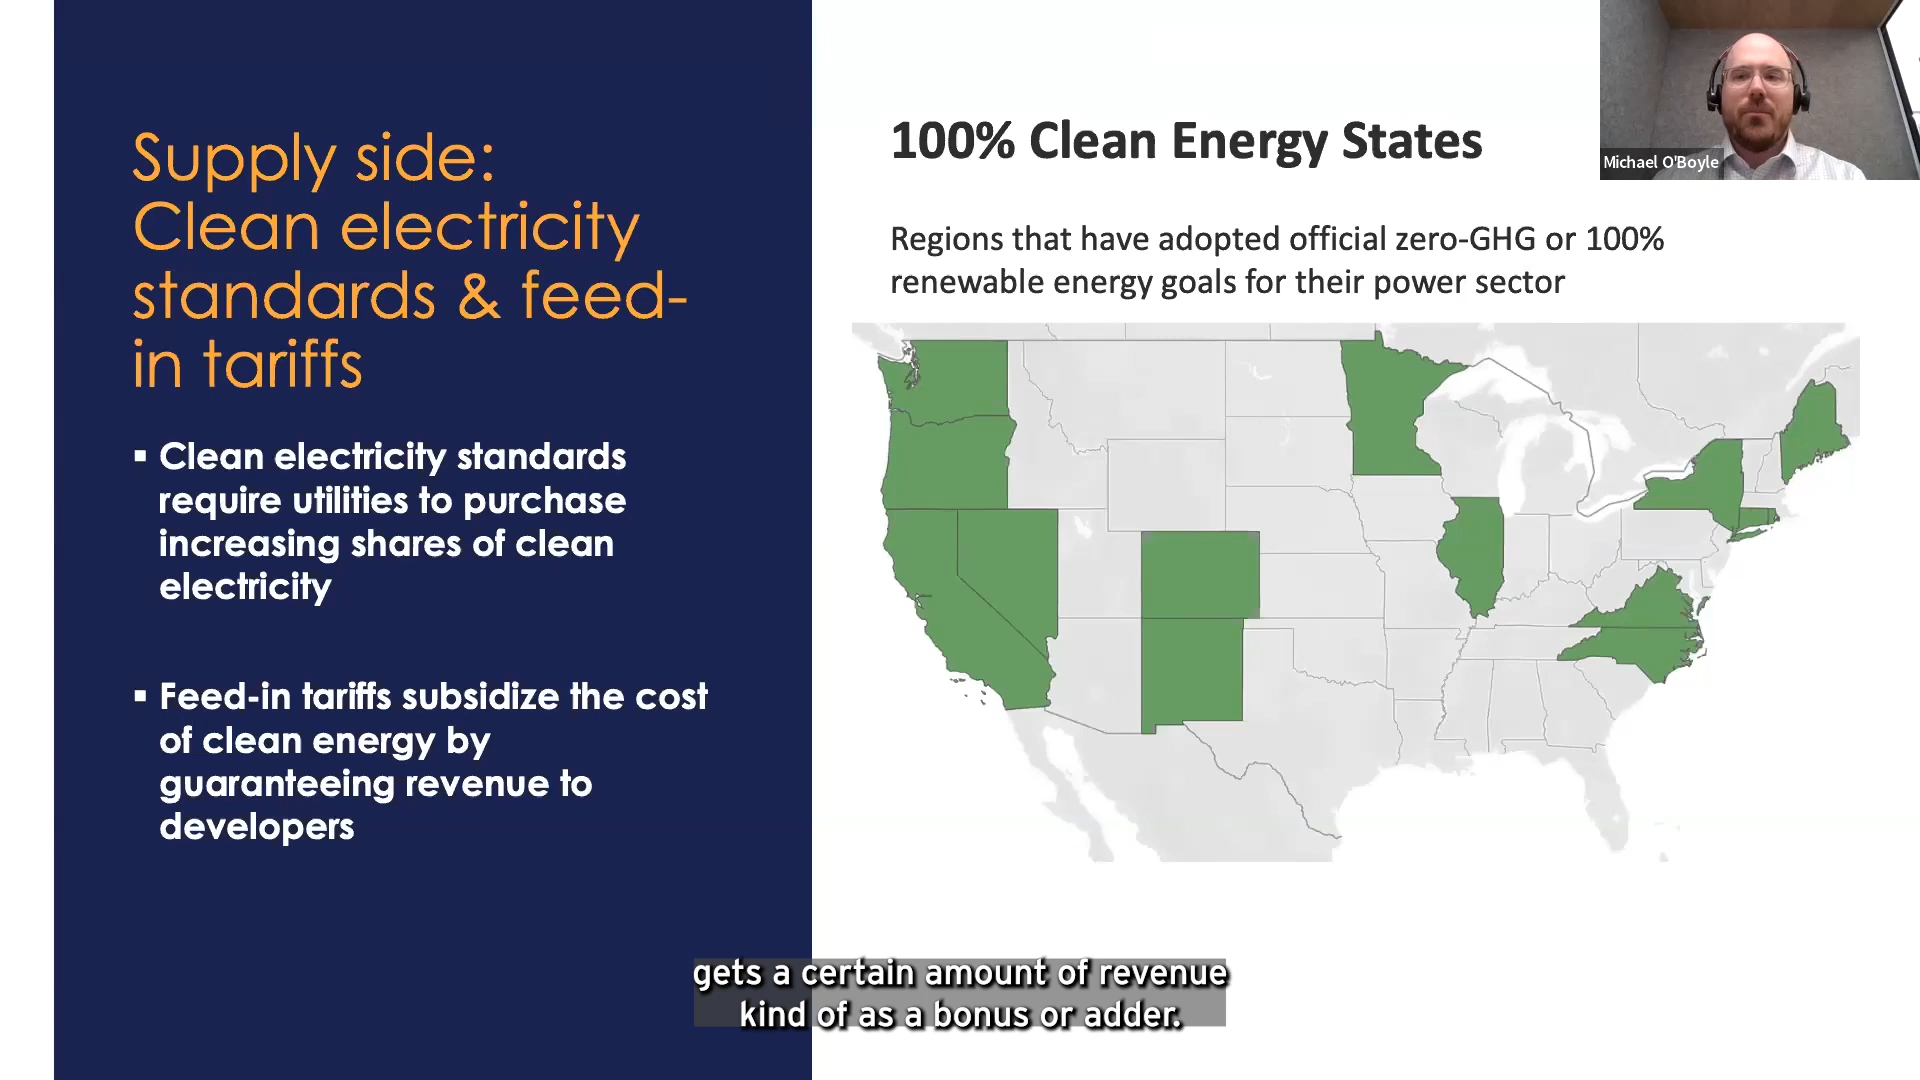 Supply side:
Clean electricity
standards & feed-
in tariffs
▪ Clean electricity standards
require utilities to purchase
increasing shares of clean
electricity
▪ Feed-in tariffs subsidize the cost
of clean energy by
guaranteeing revenue to
developers
100% Clean Energy States
Regions that have adopted official zero-GHG or 100%
renewable energy goals for their power sector
Michael O'Boyle
gets a certain amount of revenue
kind of as a bonus or adder.